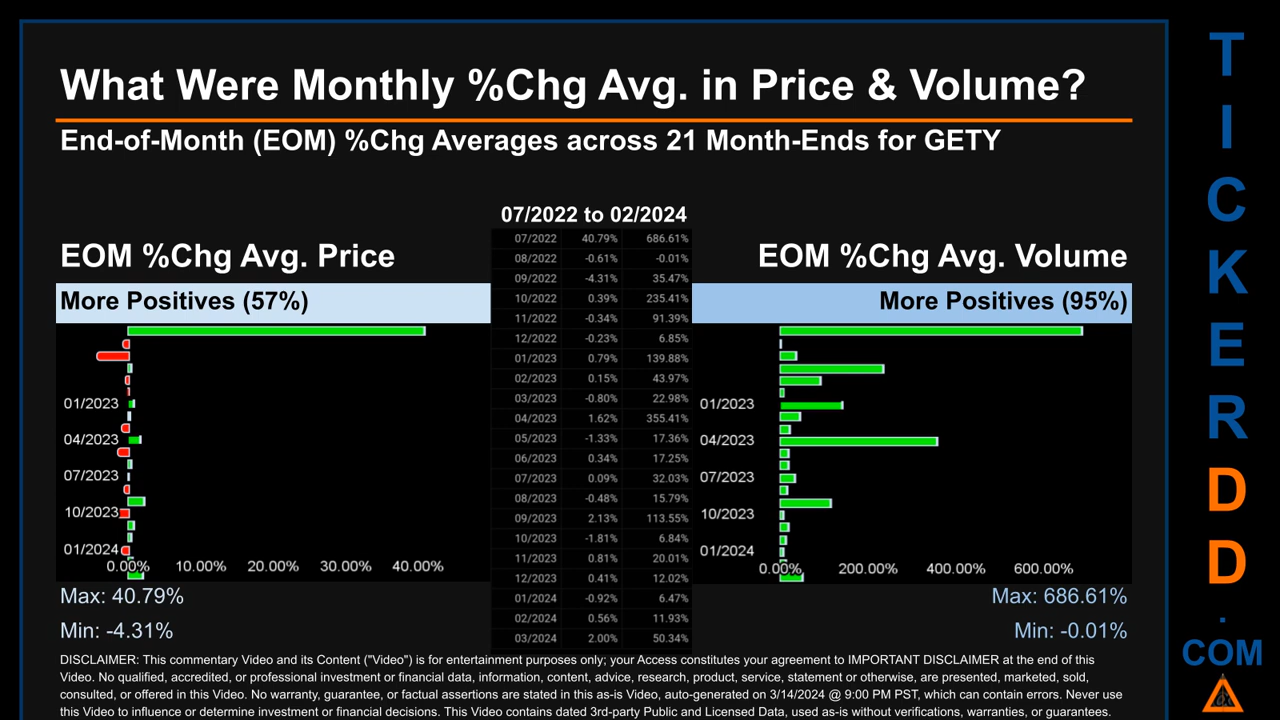 What Were Monthly %Chg Avg. in Price & Volume?
End-of-Month (EOM) %Chg Averages across 21 Month-Ends for GETY
07/2022 to 02/2024
EOM %Chg Avg. Price
EOM %Chg Avg. Volume
More Positives (57%)
More Positives (95%)
07/2022 40.79% 686.61%
08/2022 -0.61% -0.01%
09/2022 -4.31% 35.47%
10/2022 0.39% 235.41%
11/2022 -0.34% 91.39%
12/2022 -0.23% 6.85%
01/2023 0.79% 139.88%
02/2023 0.15% 43.97%
03/2023 -0.80% 22.98%
04/2023 1.62% 355.41%
05/2023 -1.33% 17.36%
06/2023 0.34% 17.25%
07/2023 0.09% 32.03%
08/2023 -0.48% 15.79%
09/2023 2.13% 113.55%
10/2023 -1.81% 6.84%
11/2023 0.81% 20.01%
12/2023 0.41% 12.02%
01/2024 -0.92% 6.47%
02/2024 0.56% 11.93%
03/2024 2.00% 50.34%
01/2023
04/2023
07/2023
10/2023
01/2024
0.00% 10.00% 20.00% 30.00% 40.00%
01/2023
04/2023
07/2023
10/2023
01/2024
0.00% 200.00% 400.00% 600.00%
Max: 40.79%
Min: -4.31%
Max: 686.61%
Min: -0.01%
DISCLAIMER: This commentary Video and its Content ("Video") is for entertainment purposes only; your Access constitutes your agreement to IMPORTANT DISCLAIMER at the end of this
Video. No qualified, accredited, or professional investment or financial data, information, content, advice, research, product, service, statement or otherwise, are presented, marketed, sold,
consulted, or offered in this Video. No warranty, guarantee, or factual assertions are stated in this as-is Video, auto-generated on 3/14/2024 @ 9:00 PM PST, which can contain errors. Never use
this Video to influence or determine investment or financial decisions. This Video contains dated 3rd-party Public and Licensed Data, used as-is without verifications, warranties, or guarantees.
T
I
C
K
E
R
D
D
.
COM